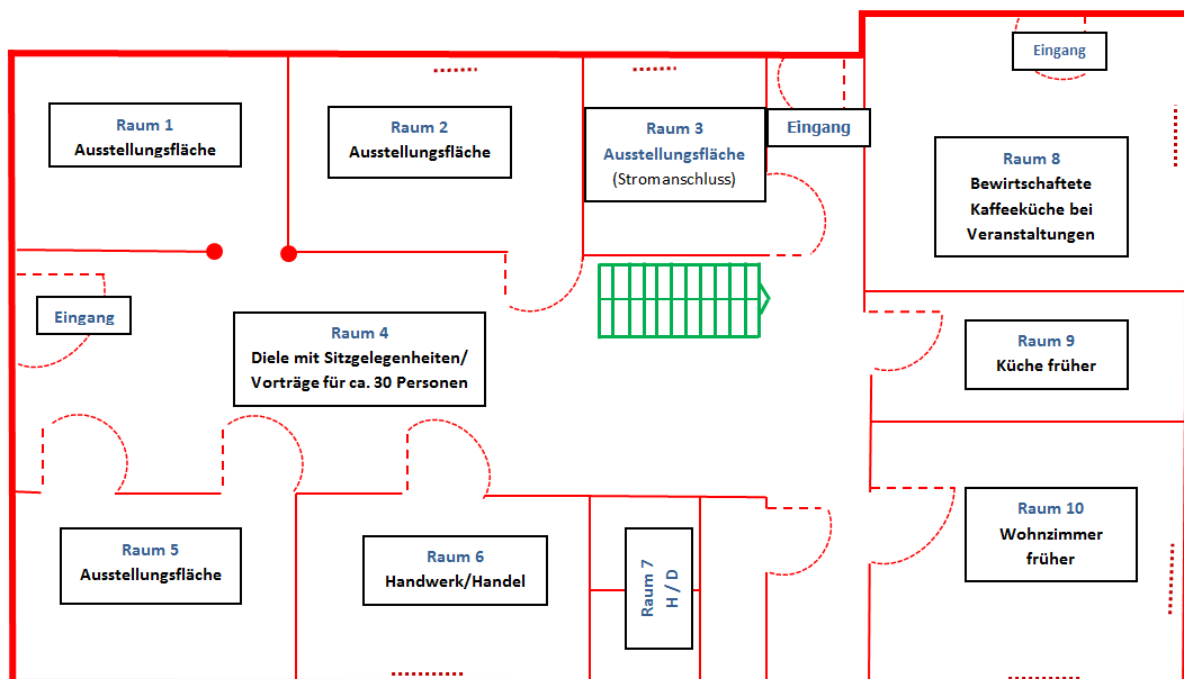 Eingang
Raum 1
Ausstellungsfläche
Raum 2
Ausstellungsfläche
Raum 3
Ausstellungsfläche
(Stromanschluss)
Eingang
Raum 8
Bewirtschaftete
Kaffeeküche bei
Veranstaltungen
Eingang
Raum 4
Diele mit Sitzgelegenheiten/
Vorträge für ca. 30 Personen
Raum 9
Küche früher
Raum 5
Ausstellungsfläche
Raum 6
Handwerk/Handel
Raum 7
H / D
Raum 10
Wohnzimmer
früher